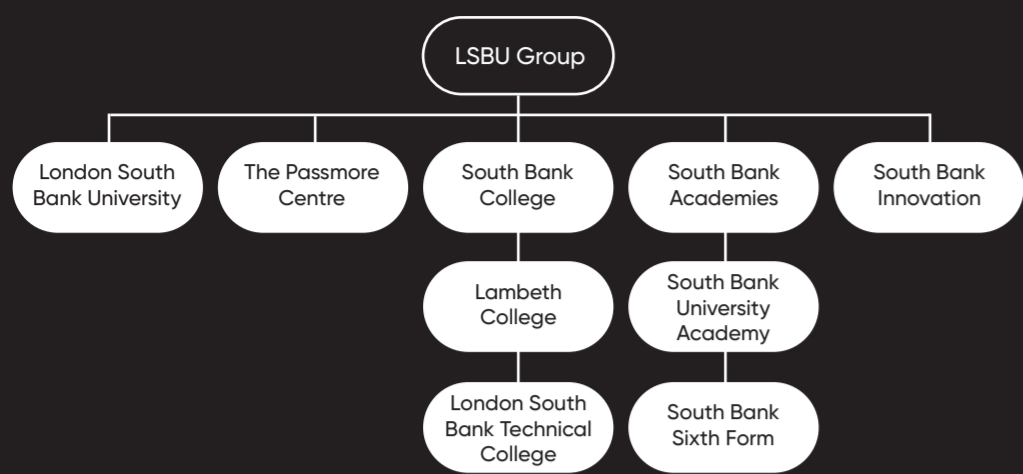 LSBU Group
London South
Bank University
The Passmore
Centre
South Bank
College
South Bank
Academies
South Bank
Innovation
Lambeth
College
South Bank
University
Academy
London South
Bank Technical
College
South Bank
Sixth Form